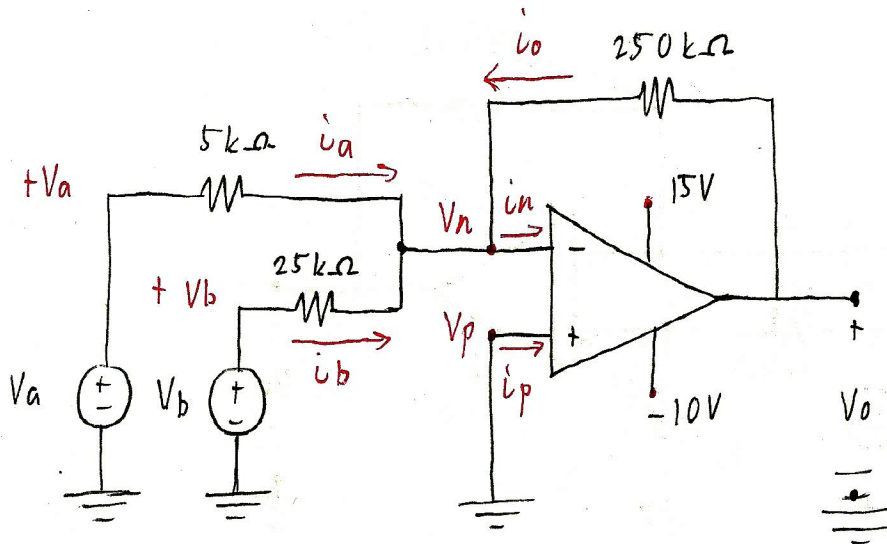 io
250kΩ
5kΩ
ia
+Va
15V
Vn
in
25kΩ
-
+ Vb
Vp
+
ib
ip
Va
+
-
Vb
+
-
-10V
+
Vo
-